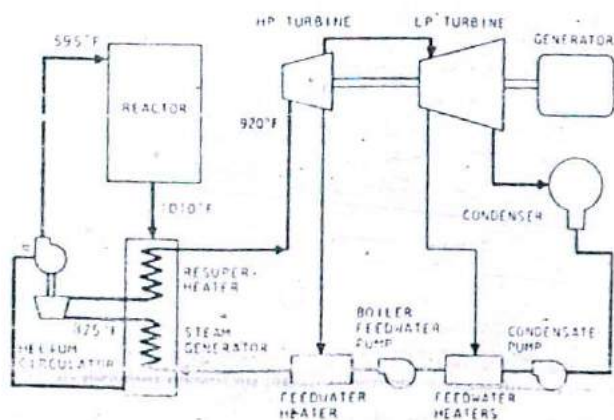 HP TURBINE
LP TURBINE
GENERATOR
595°F
REACTOR
920°F
1010°F
CONDENSER
RESUPER-
HEATER
825°F
HELIUM
CIRCULATOR
STEAM
GENERATOR
BOILER
FEEDWATER
PUMP
CONDENSATE
PUMP
FEEDWATER
HEATER
FEEDWATER
HEATERS